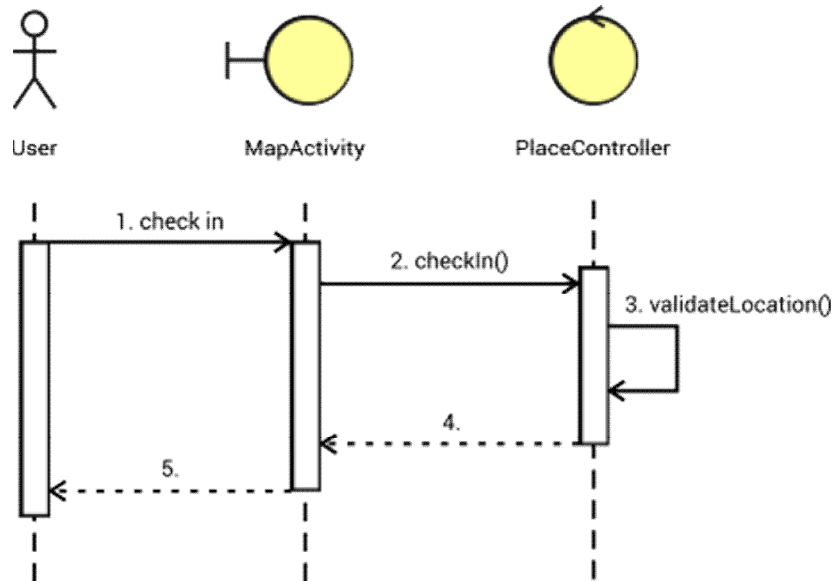 User
MapActivity
PlaceController
1. check in
2. checkIn()
3. validateLocation()
4.
5.